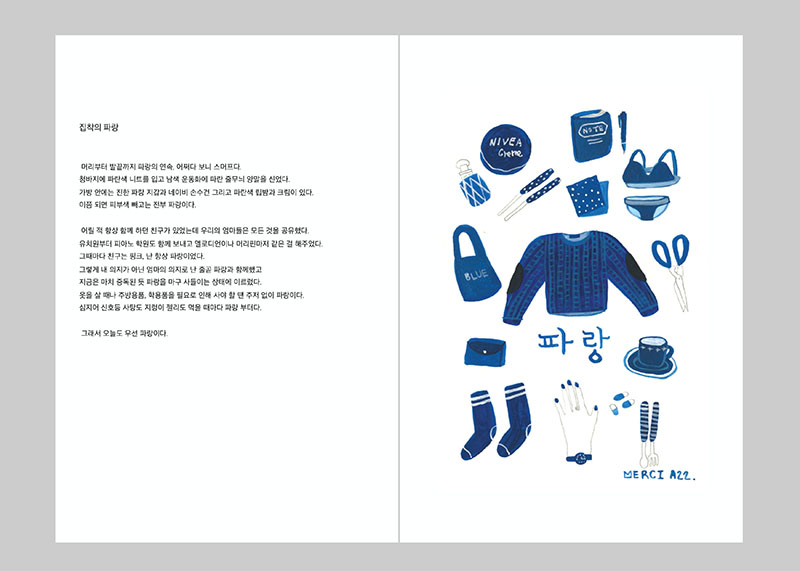 집착의 파랑
머리부터 발끝까지 파랑의 연속, 어쩌다 보니 스머프다.
청바지에 파란색 니트를 입고 남색 운동화에 파란 줄무늬 양말을 신었다.
가방 안에는 진한 파랑 지갑과 네이비 손수건 그리고 파란색 립밤과 크림이 있다.
이쯤 되면 피부색 빼고는 전부 파랑이다.
어릴 적 항상 함께 하던 친구가 있었는데 우리의 엄마들은 모든 것을 공유했다.
유치원부터 피아노 학원도 함께 보내고 멜로디언이나 어린이마저 같은 걸 해주었다.
그때마다 친구는 핑크, 난 항상 파랑이었다.
그렇게 내 의지가 아닌 엄마의 의지로 난 줄곧 파랑과 함께했고
지금은 마치 중독된 듯 파랑을 마구 사들이는 상태에 이르렀다.
옷을 살 때나 주방용품, 학용품을 필요로 인해 사야 할 땐 주저 없이 파랑이다.
심지어 신호등 사탕도 지렁이 젤리도 먹을 때마다 파랑 부터다.
그래서 오늘도 우선 파랑이다.
NIVEA
Creme
NOTE
BLUE
파랑
MERCI A22.